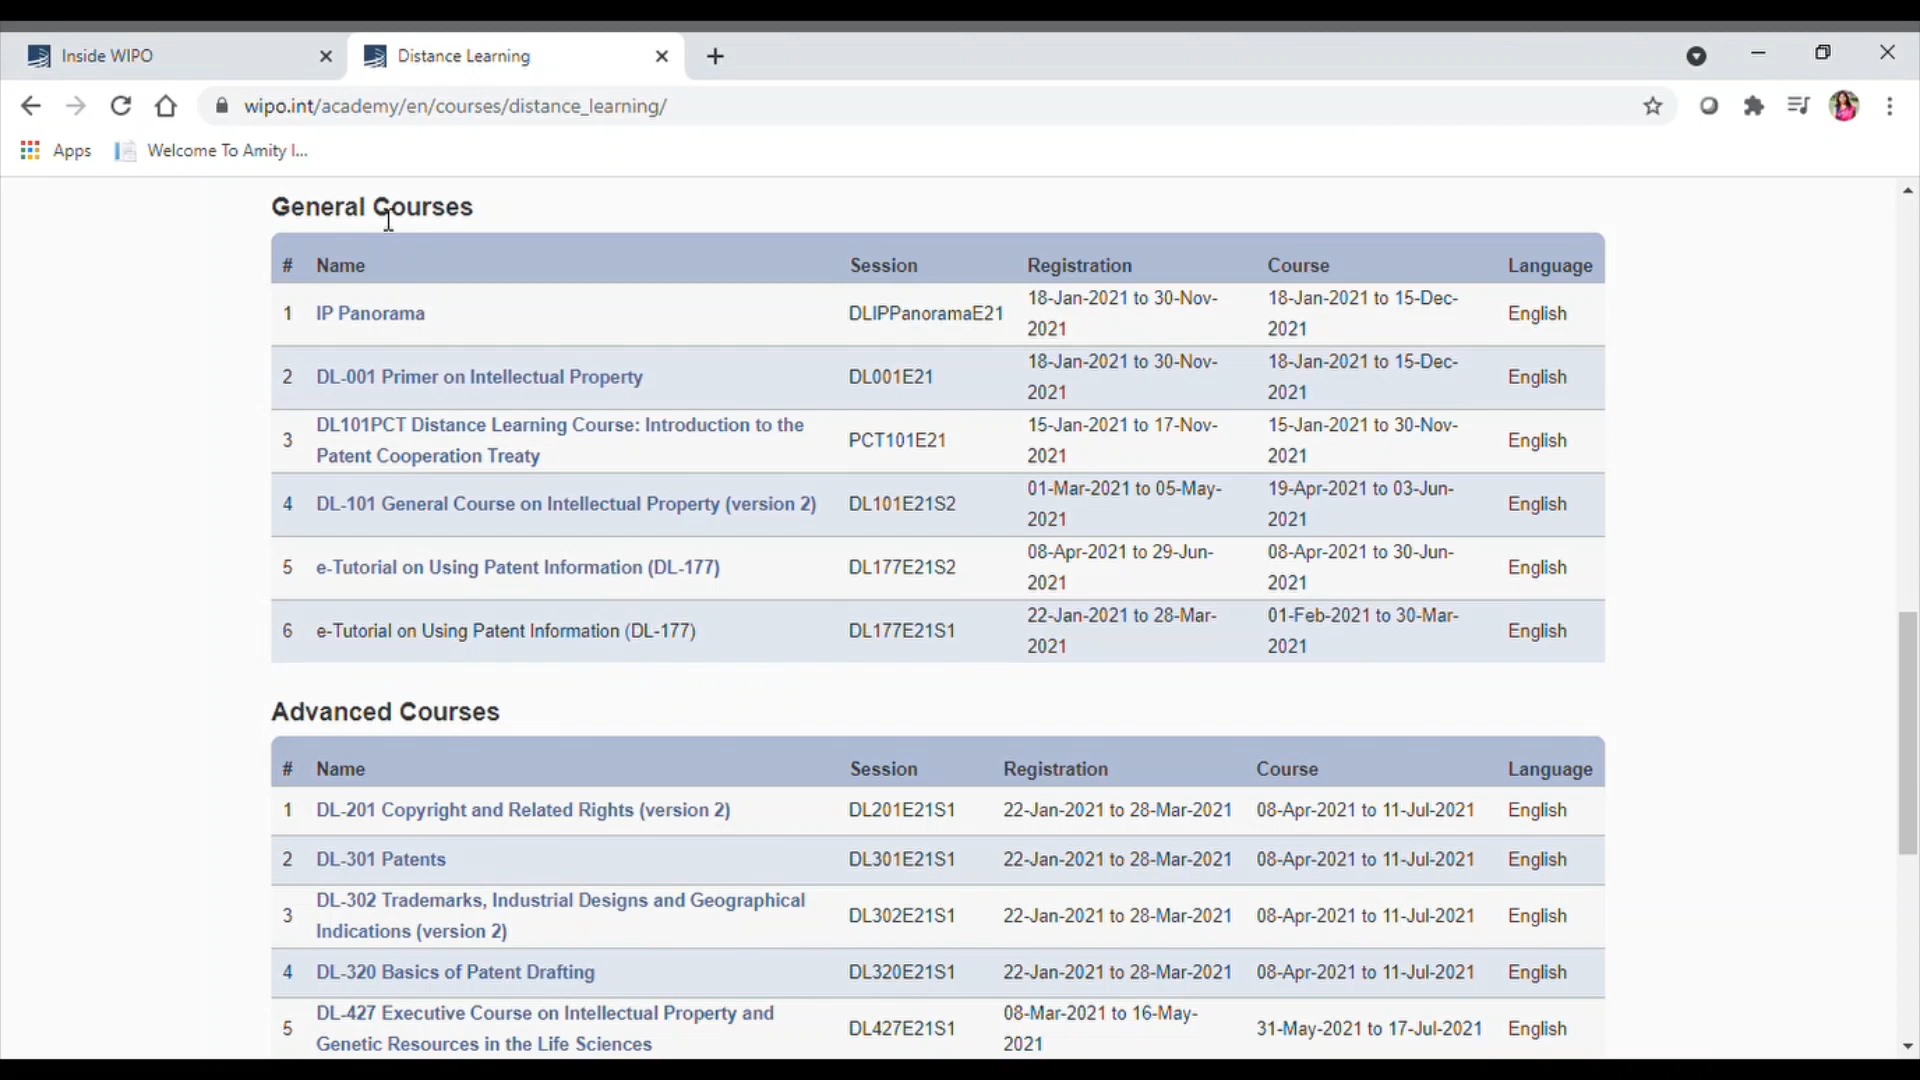 Inside WIPO
Distance Learning
wipo.int/academy/en/courses/distance_learning/
Apps
Welcome To Amity I...
General Courses
# Name Session Registration Course Language
1 IP Panorama DLIPPanoramaE21 18-Jan-2021 to 30-Nov- 18-Jan-2021 to 15-Dec- English
2021 2021
2 DL-001 Primer on Intellectual Property DL001E21 18-Jan-2021 to 30-Nov- 18-Jan-2021 to 15-Dec- English
2021 2021
3 DL101PCT Distance Learning Course: Introduction to the PCT101E21 15-Jan-2021 to 17-Nov- 15-Jan-2021 to 30-Nov- English
Patent Cooperation Treaty 2021 2021
4 DL-101 General Course on Intellectual Property (version 2) DL101E21S2 01-Mar-2021 to 05-May- 19-Apr-2021 to 03-Jun- English
2021 2021
5 e-Tutorial on Using Patent Information (DL-177) DL177E21S2 08-Apr-2021 to 29-Jun- 08-Apr-2021 to 30-Jun- English
2021 2021
6 e-Tutorial on Using Patent Information (DL-177) DL177E21S1 22-Jan-2021 to 28-Mar- 01-Feb-2021 to 30-Mar- English
2021 2021
Advanced Courses
# Name Session Registration Course Language
1 DL-201 Copyright and Related Rights (version 2) DL201E21S1 22-Jan-2021 to 28-Mar-2021 08-Apr-2021 to 11-Jul-2021 English
2 DL-301 Patents DL301E21S1 22-Jan-2021 to 28-Mar-2021 08-Apr-2021 to 11-Jul-2021 English
3 DL-302 Trademarks, Industrial Designs and Geographical DL302E21S1 22-Jan-2021 to 28-Mar-2021 08-Apr-2021 to 11-Jul-2021 English
Indications (version 2)
4 DL-320 Basics of Patent Drafting DL320E21S1 22-Jan-2021 to 28-Mar-2021 08-Apr-2021 to 11-Jul-2021 English
5 DL-427 Executive Course on Intellectual Property and DL427E21S1 08-Mar-2021 to 16-May- 31-May-2021 to 17-Jul-2021 English
Genetic Resources in the Life Sciences 2021